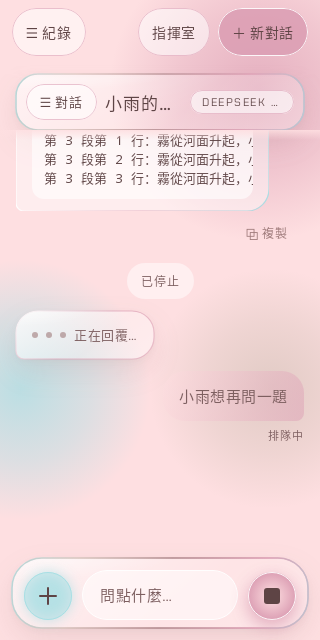 ☰ 紀錄
指揮室
＋ 新對話
☰ 對話
小雨的…
DEEPSEEK …
第 3 段第 1 行：霧從河面升起，
第 3 段第 2 行：霧從河面升起，
第 3 段第 3 行：霧從河面升起，
複製
已停止
正在回覆…
小雨想再問一題
排隊中
問點什麼…